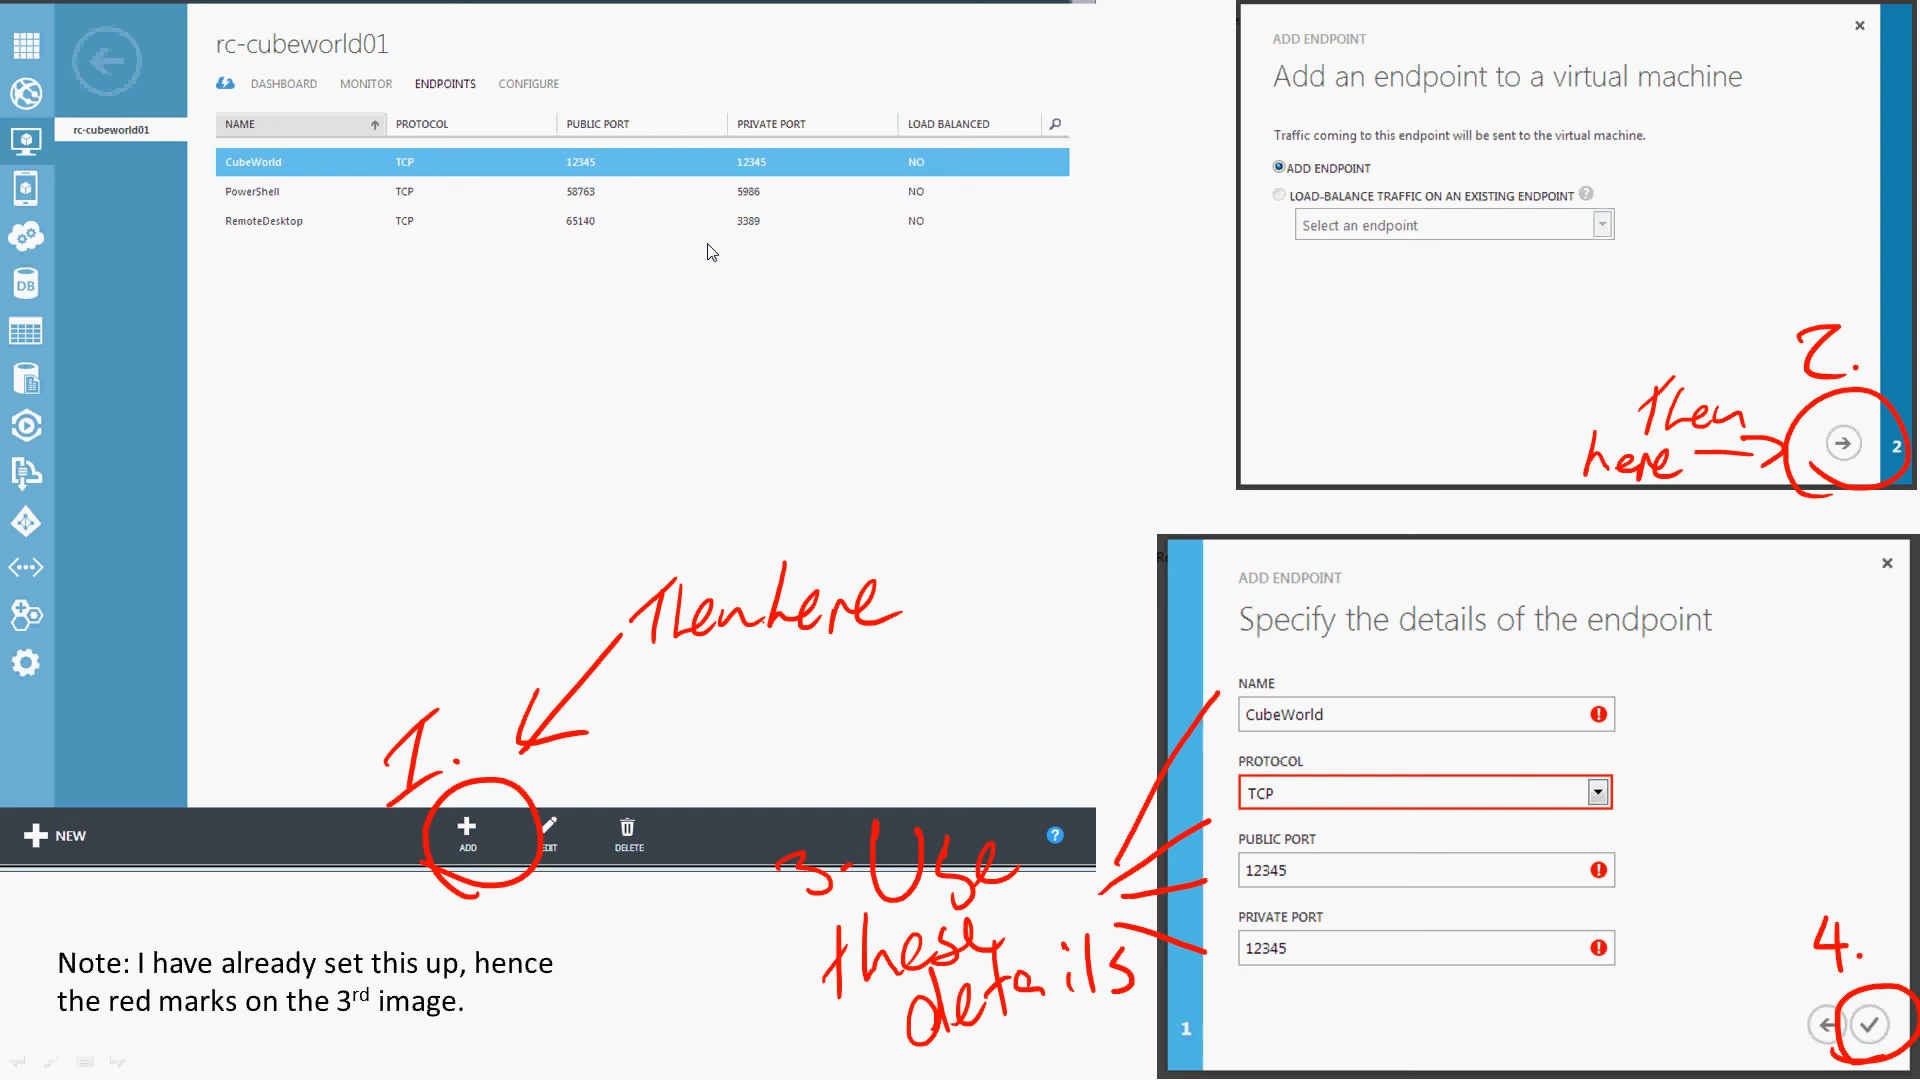 rc-cubeworld01
DASHBOARD MONITOR ENDPOINTS CONFIGURE
rc-cubeworld01
NAME PROTOCOL PUBLIC PORT PRIVATE PORT LOAD BALANCED
CubeWorld TCP 12345 12345 NO
PowerShell TCP 58763 5986 NO
RemoteDesktop TCP 65140 3389 NO
DB
Then here
1.
NEW
ADD
EDIT
DELETE
?
Note: I have already set this up, hence
the red marks on the 3rd image.
ADD ENDPOINT
Add an endpoint to a virtual machine
Traffic coming to this endpoint will be sent to the virtual machine.
ADD ENDPOINT
LOAD-BALANCE TRAFFIC ON AN EXISTING ENDPOINT ?
Select an endpoint
2.
Then
here
2
3. Use
these
details
ADD ENDPOINT
Specify the details of the endpoint
NAME
CubeWorld
PROTOCOL
TCP
PUBLIC PORT
12345
PRIVATE PORT
12345
4.
1